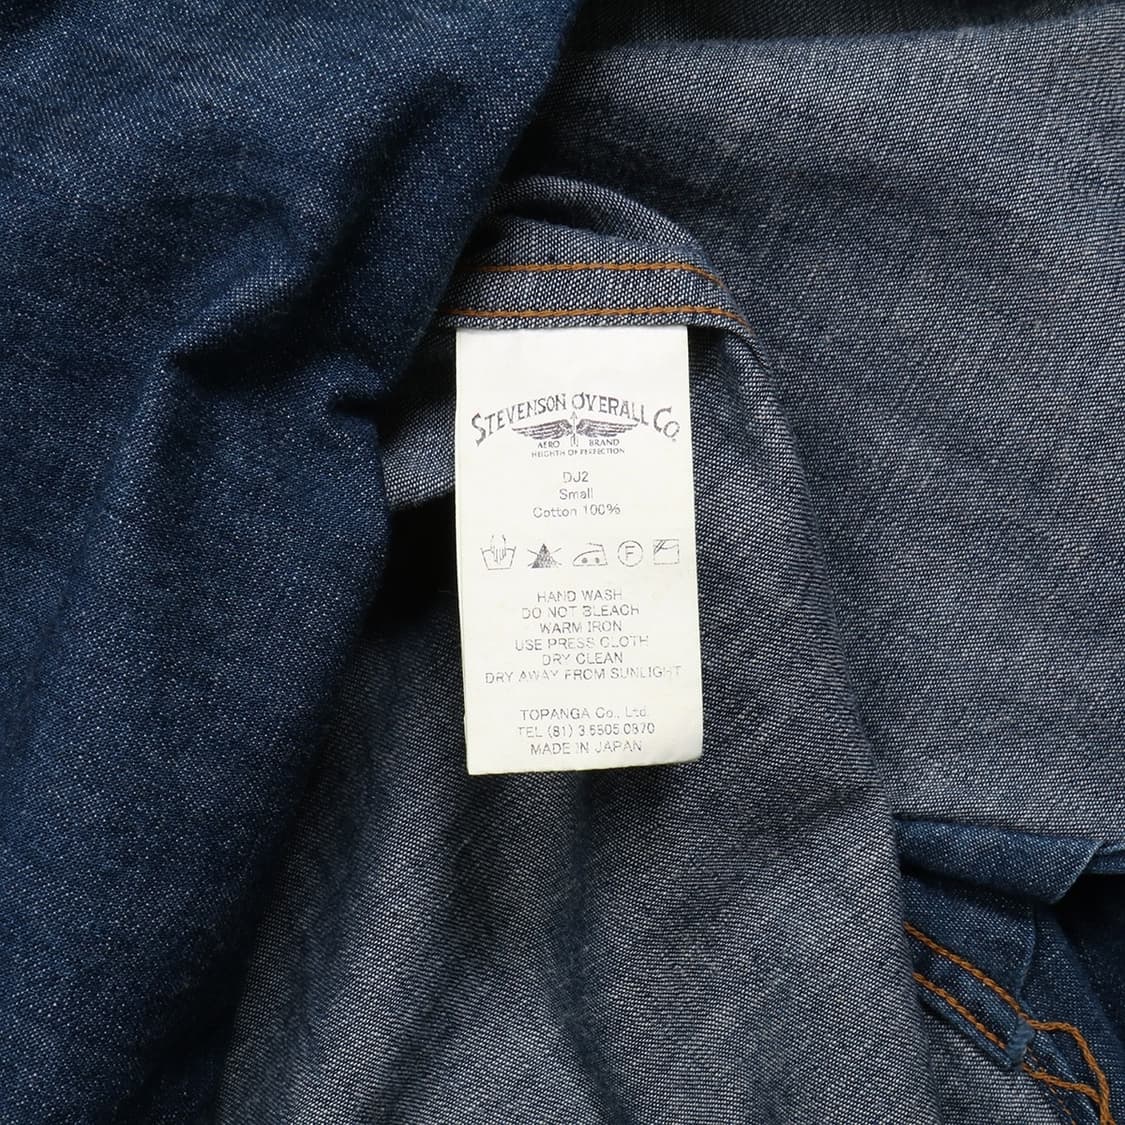 STEVENSON OVERALL CO.
AERO BRAND
HEIGHTH OF PERFECTION
DJ2
Small
Cotton 100%
F
HAND WASH
DO NOT BLEACH
WARM IRON
USE PRESS CLOTH
DRY CLEAN
DRY AWAY FROM SUNLIGHT
TOPANGA Co., Ltd.
TEL (81) 3.5505.0970
MADE IN JAPAN